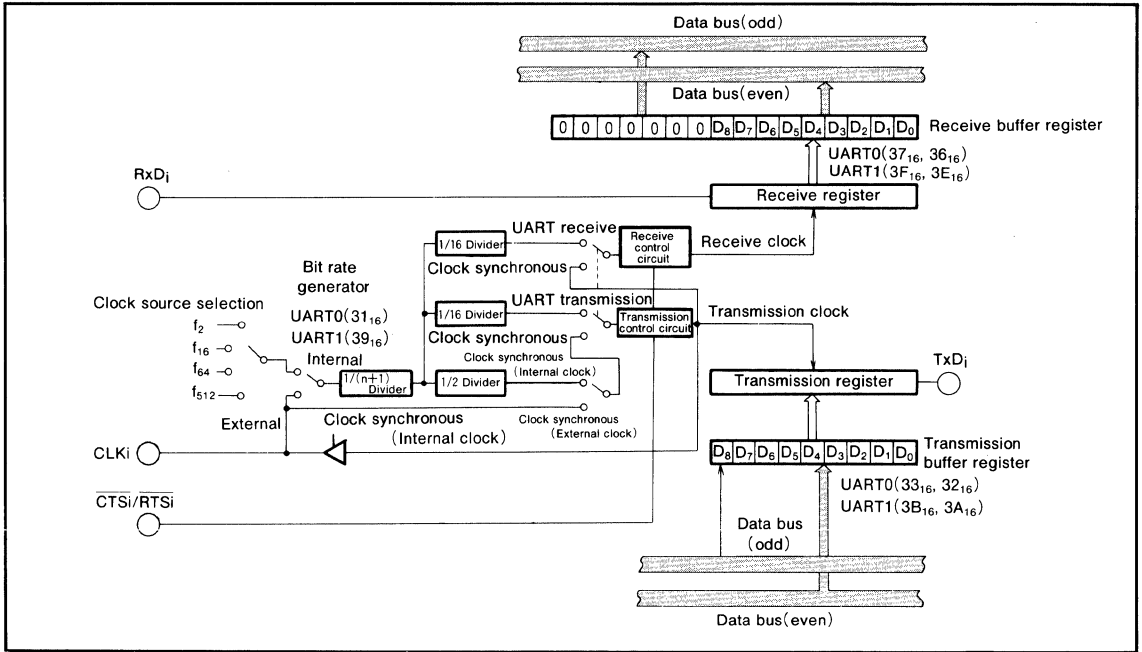 Data bus(odd)
Data bus(even)
0 0 0 0 0 0 0 D8 D7 D6 D5 D4 D3 D2 D1 D0
Receive buffer register
UART0(3716, 3616)
UART1(3F16, 3E16)
RxDi
Receive register
UART receive
1/16 Divider
Receive
control
circuit
Receive clock
Clock synchronous
Bit rate
generator
UART transmission
Clock source selection
UART0(3116)
UART1(3916)
1/16 Divider
Transmission
control circuit
Transmission clock
f2
Clock synchronous
f16
Internal
Clock synchronous
(Internal clock)
f64
1/(n+1)
Divider
1/2 Divider
Transmission register
TxDi
f512
External
Clock synchronous
(Internal clock)
Clock synchronous
(External clock)
CLKi
D8 D7 D6 D5 D4 D3 D2 D1 D0
Transmission
buffer register
CTSi/RTSi
UART0(3316, 3216)
UART1(3B16, 3A16)
Data bus
(odd)
Data bus(even)